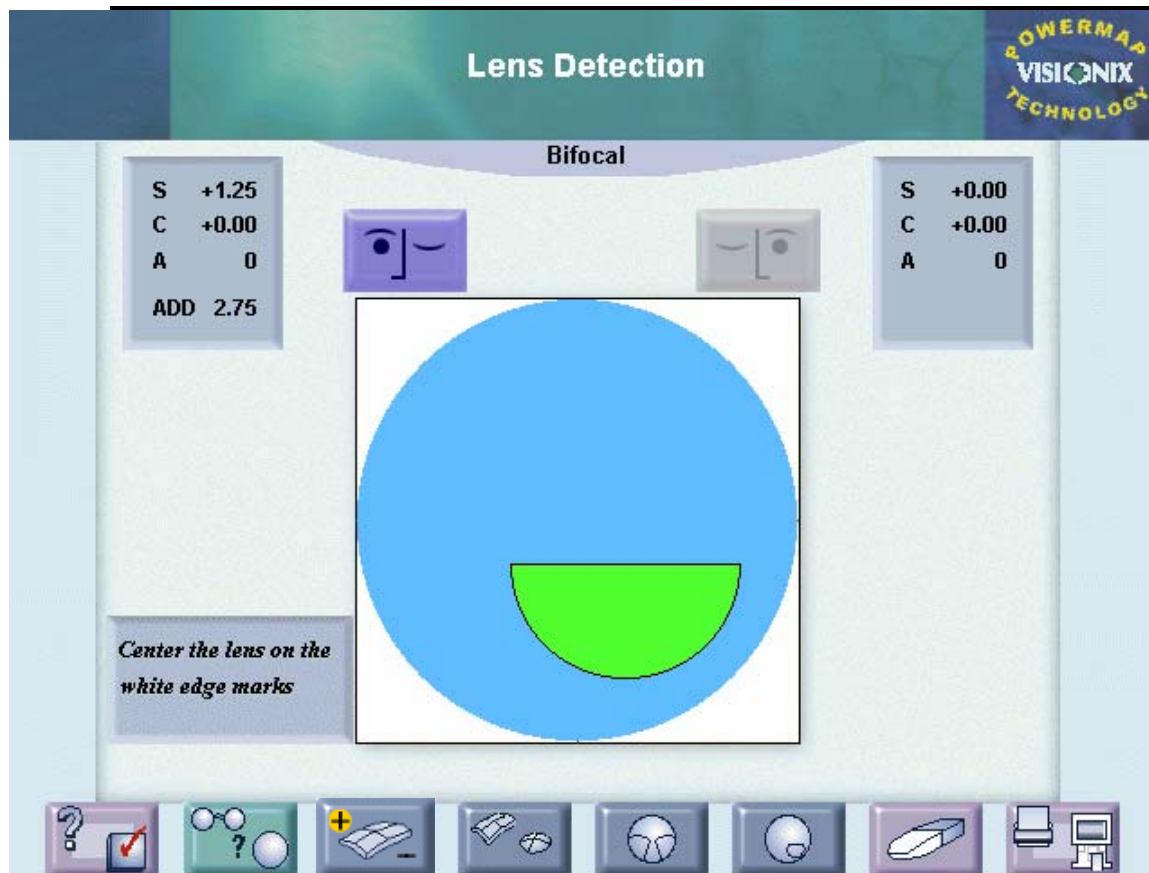 Lens Detection
POWERMAP
VISIONIX
TECHNOLOGY
Bifocal
S +1.25
C +0.00
A 0
ADD 2.75
S +0.00
C +0.00
A 0
Center the lens on the
white edge marks
? 
?
+